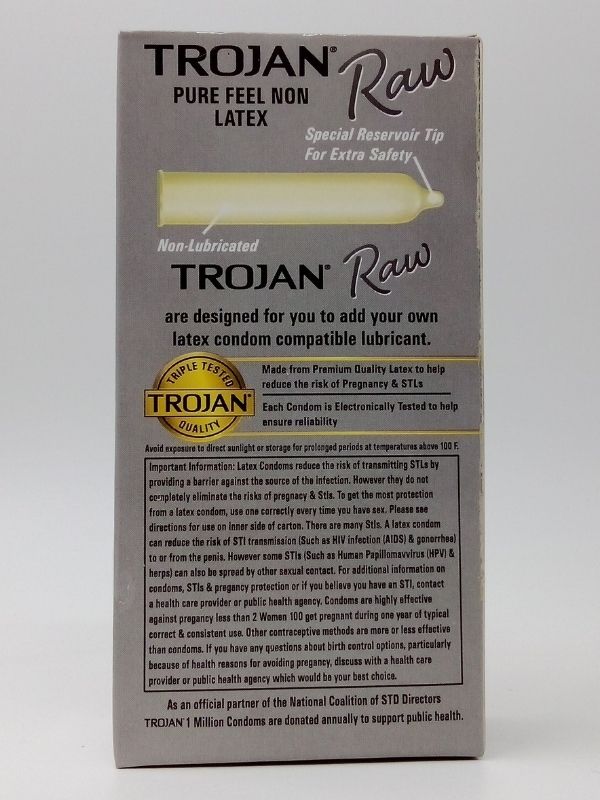 TROJAN® Raw
PURE FEEL NON
LATEX
Special Reservoir Tip
For Extra Safety
Non-Lubricated
TROJAN® Raw
are designed for you to add your own
latex condom compatible lubricant.
TRIPLE TESTED
TROJAN®
QUALITY
Made from Premium Quality Latex to help
reduce the risk of Pregnancy & STLs
Each Condom is Electronically Tested to help
ensure reliability
Avoid exposure to direct sunlight or storage for prolonged periods at temperatures above 100 F.
Important Information: Latex Condoms reduce the risk of transmitting STLs by
providing a barrier against the source of the infection. However they do not
completely eliminate the risks of pregnacy & Stls. To get the most protection
from a latex condom, use one correctly every time you have sex. Please see
directions for use on inner side of carton. There are many Stls. A latex condom
can reduce the risk of STI transmission (Such as HIV infection (AIDS) & gonorrhea)
to or from the penis. However some STIs (Such as Human Papillomavvirus (HPV) &
herps) can also be spread by other sexual contact. For additional information on
condoms, STLs & pregancy protection or if you believe you have an STI, contact
a health care provider or public health agency. Condoms are highly effective
against pregancy less than 2 Women 100 get pregnant during one year of typical
correct & consistent use. Other contraceptive methods are more or less effective
than condoms. If you have any questions about birth control options, particularly
because of health reasons for avoiding pregancy, discuss with a health care
provider or public health agency which would be your best choice.
As an official partner of the National Coalition of STD Directors
TROJAN® 1 Million Condoms are donated annually to support public health.